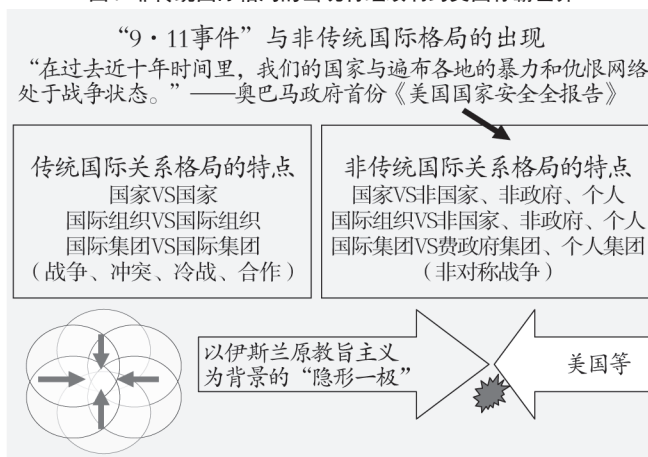 “9·11事件”与非传统国际格局的出现
“在过去近十年时间里，我们的国家与遍布各地的暴力和仇恨网络
处于战争状态。”——奥巴马政府首份《美国国家安全全报告》
传统国际关系格局的特点
国家VS国家
国际组织VS国际组织
国际集团VS国际集团
（战争、冲突、冷战、合作）
非传统国际关系格局的特点
国家VS非国家、非政府、个人
国际组织VS非国家、非政府、个人
国际集团VS费政府集团、个人集团
（非对称战争）
以伊斯兰原教旨主义
为背景的“隐形一极”
美国等